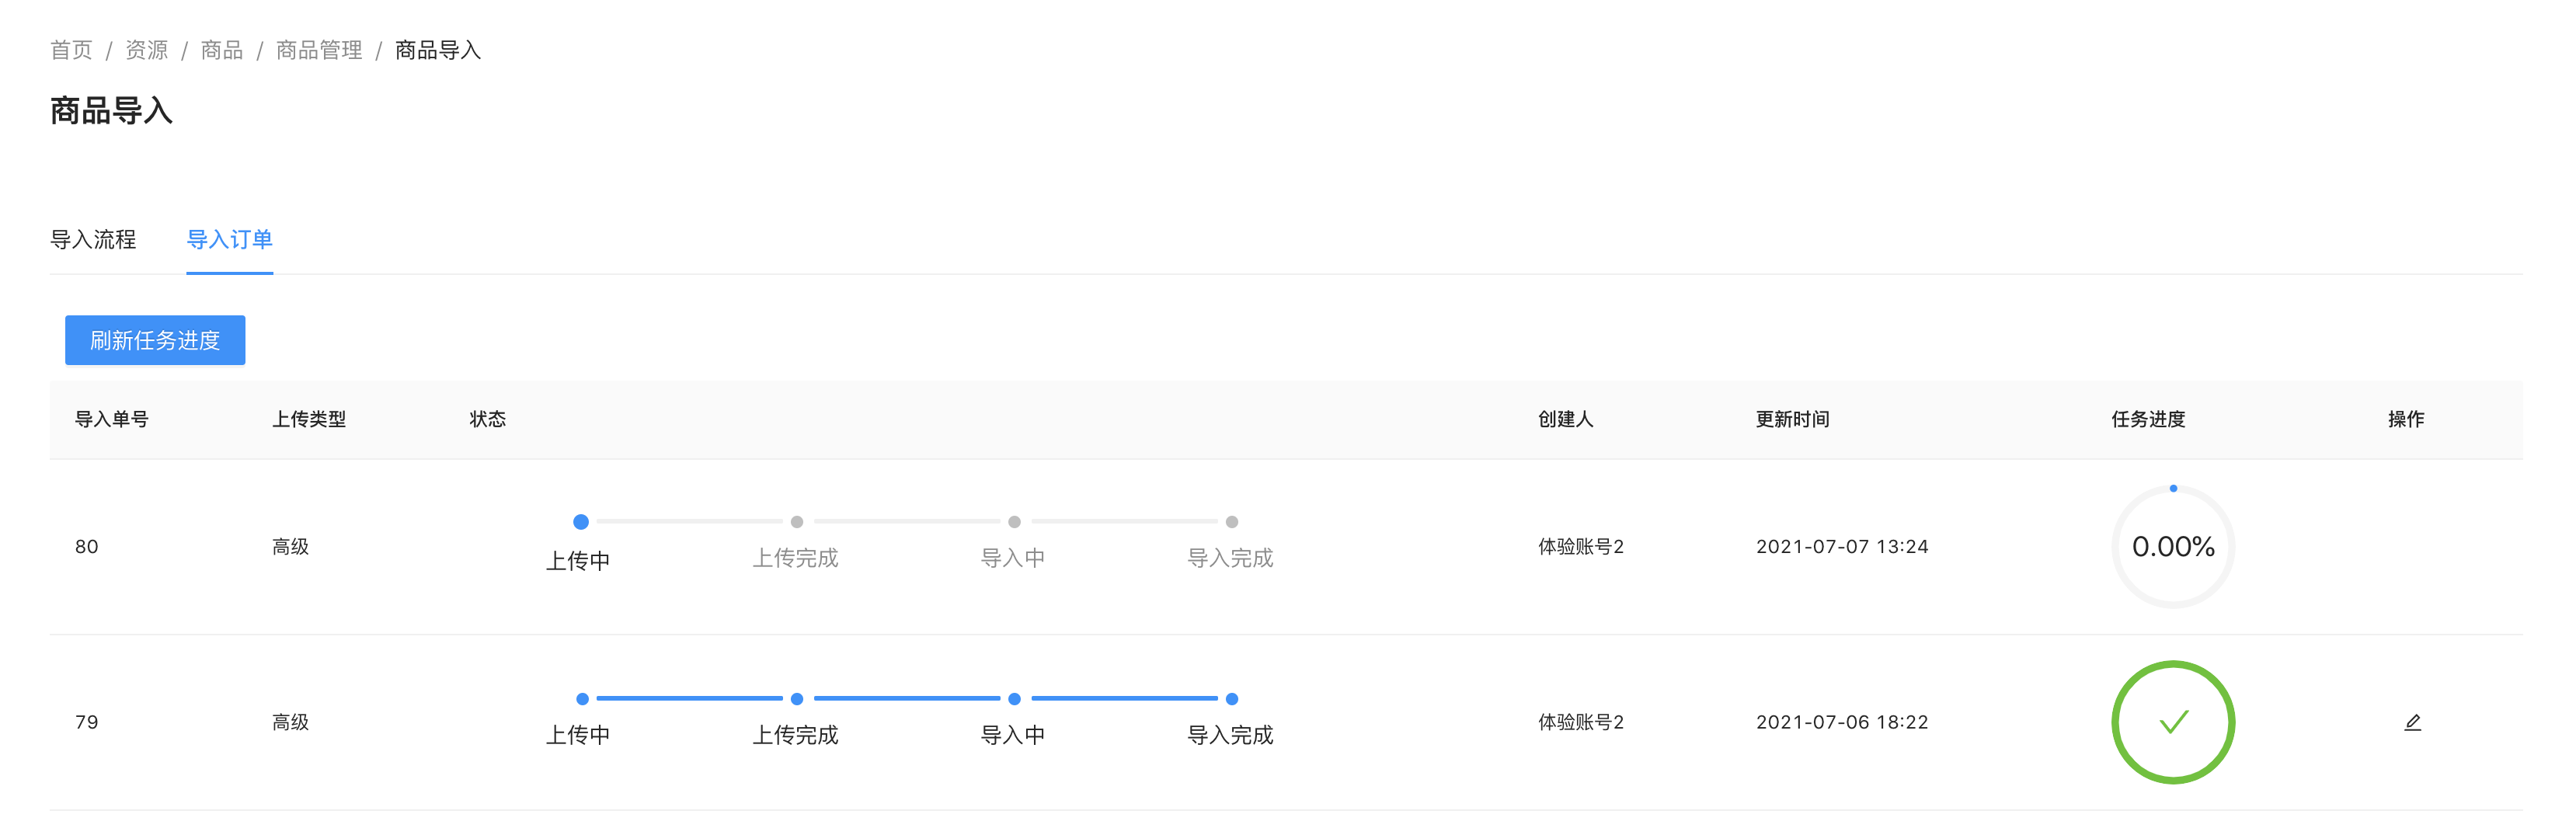 首页 / 资源 / 商品 / 商品管理 / 商品导入
商品导入
导入流程 导入订单
刷新任务进度
导入单号 上传类型 状态 创建人 更新时间 任务进度 操作
80 高级 上传中 上传完成 导入中 导入完成 体验账号2 2021-07-07 13:24 0.00%
79 高级 上传中 上传完成 导入中 导入完成 体验账号2 2021-07-06 18:22